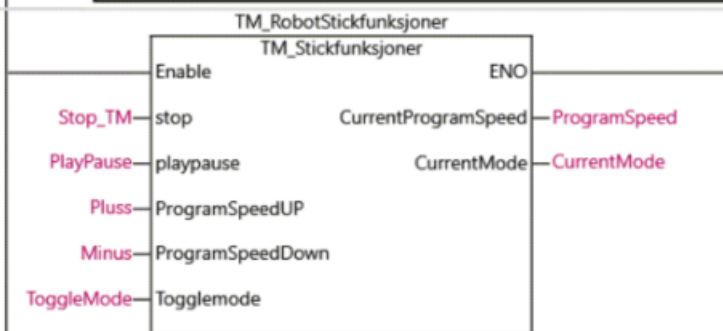 TM_RobotStickfunksjoner
TM_Stickfunksjoner
Enable ENO
Stop_TM stop CurrentProgramSpeed ProgramSpeed
PlayPause playpause CurrentMode CurrentMode
Pluss ProgramSpeedUP
Minus ProgramSpeedDown
ToggleMode Togglemode